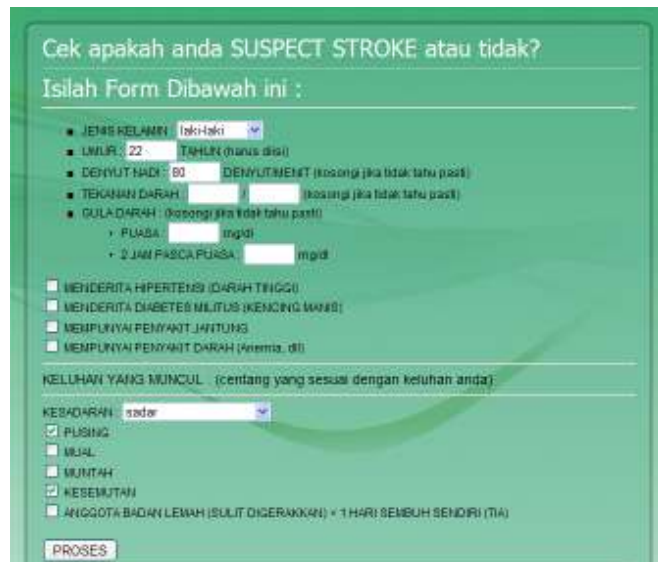 Cek apakah anda SUSPECT STROKE atau tidak?
Isilah Form Dibawah ini :
JENIS KELAMIN : laki-laki
UMUR : 22 TAHUN (harus diisi)
DENYUT NADI : 80 DENYUT/MENIT (kosongi jika tidak tahu pasti)
TEKANAN DARAH : / (kosongi jika tidak tahu pasti)
GULA DARAH : (kosongi jika tidak tahu pasti)
PUASA : mg/dl
2 JAM PASCA PUASA : mg/dl
MENDERITA HIPERTENSI (DARAH TINGGI)
MENDERITA DIABETES MILITUS (KENCING MANIS)
MEMPUNYAI PENYAKIT JANTUNG
MEMPUNYAI PENYAKIT DARAH (Anemia, dll)
KELUHAN YANG MUNCUL : (centang yang sesuai dengan keluhan anda)
KESADARAN : sadar
PUSING
MUAL
MUNTAH
KESEMUTAN
ANGGOTA BADAN LEMAH (SULIT DIGERAKKAN) < 1 HARI SEMBUH SENDIRI (TIA)
PROSES